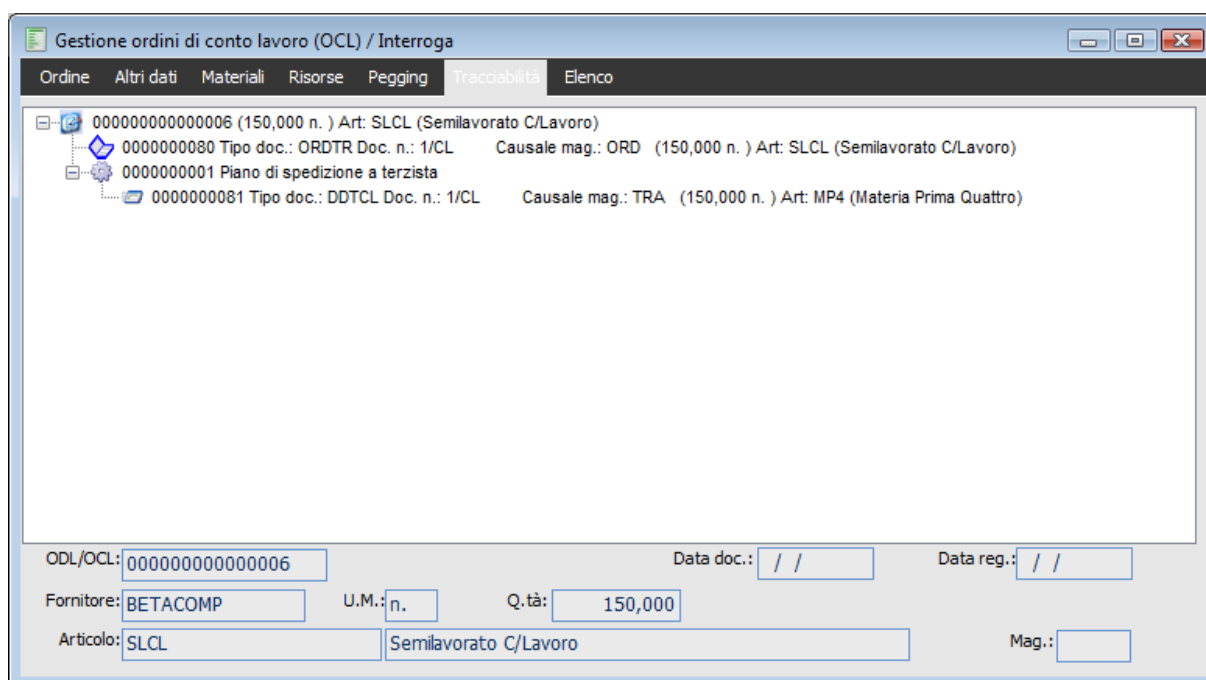 Gestione ordini di conto lavoro (OCL) / Interroga
Ordine Altri dati Materiali Risorse Pegging Tracciabilità Elenco
000000000000006 (150,000 n. ) Art: SLCL (Semilavorato C/Lavoro)
0000000080 Tipo doc.: ORDTR Doc. n.: 1/CL Causale mag.: ORD (150,000 n. ) Art: SLCL (Semilavorato C/Lavoro)
0000000001 Piano di spedizione a terzista
0000000081 Tipo doc.: DDTCL Doc. n.: 1/CL Causale mag.: TRA (150,000 n. ) Art: MP4 (Materia Prima Quattro)
ODL/OCL: 000000000000006 Data doc.: / / Data reg.: / /
Fornitore: BETACOMP U.M.: n. Q.tà: 150,000
Articolo: SLCL Semilavorato C/Lavoro Mag.: